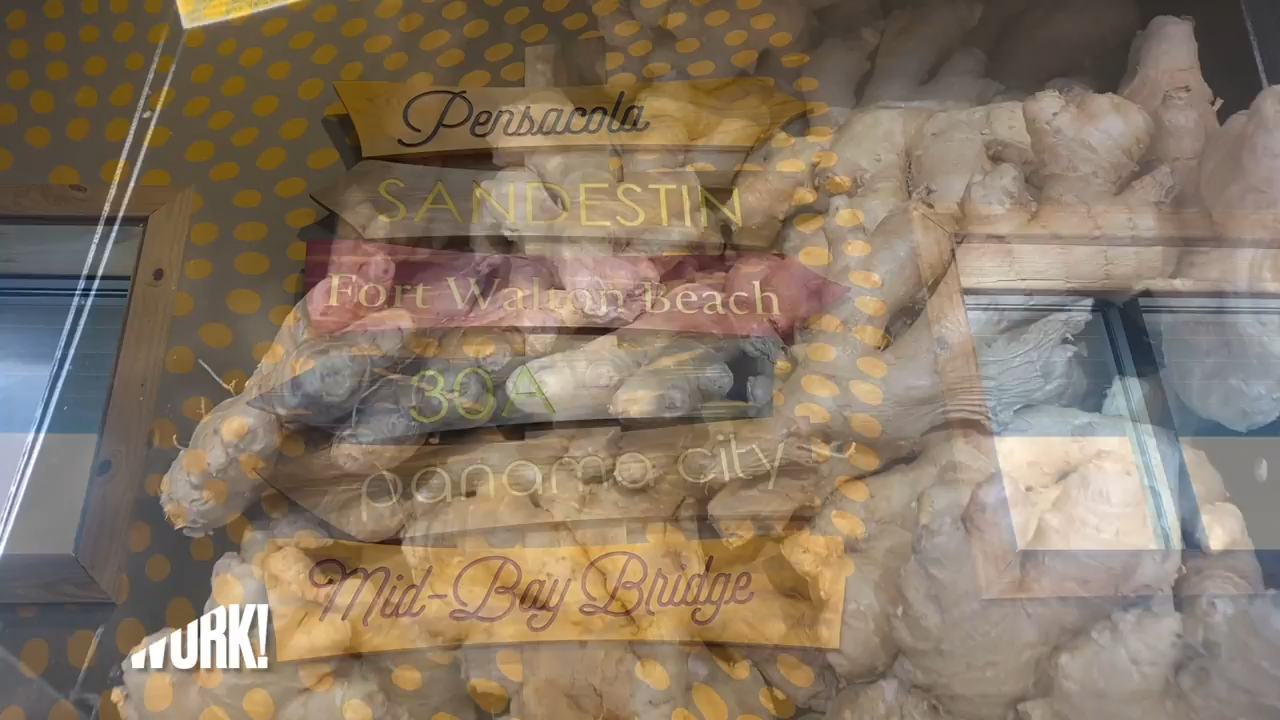 Pensacola
SANDESTIN
Fort Walton Beach
30A
panama city
Mid-Bay Bridge
WORK!